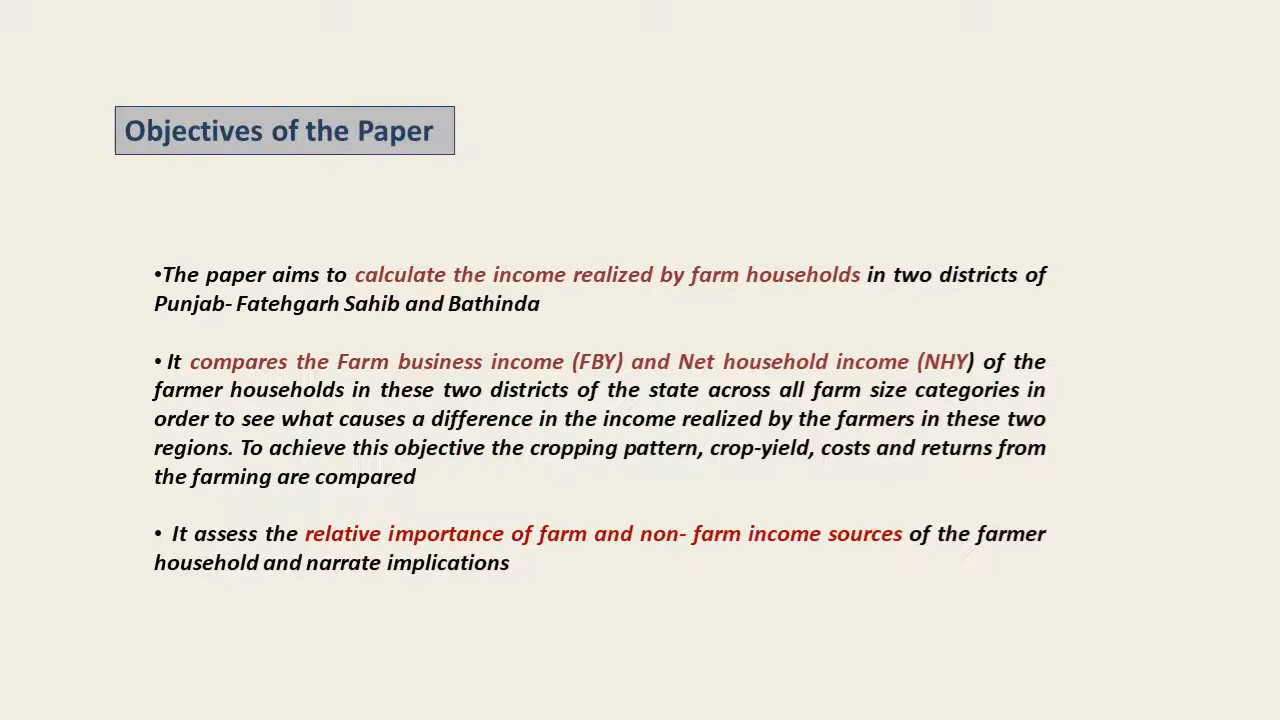 Objectives of the Paper
•The paper aims to calculate the income realized by farm households in two districts of
Punjab- Fatehgarh Sahib and Bathinda
• It compares the Farm business income (FBY) and Net household income (NHY) of the
farmer households in these two districts of the state across all farm size categories in
order to see what causes a difference in the income realized by the farmers in these two
regions. To achieve this objective the cropping pattern, crop-yield, costs and returns from
the farming are compared
• It assess the relative importance of farm and non- farm income sources of the farmer
household and narrate implications